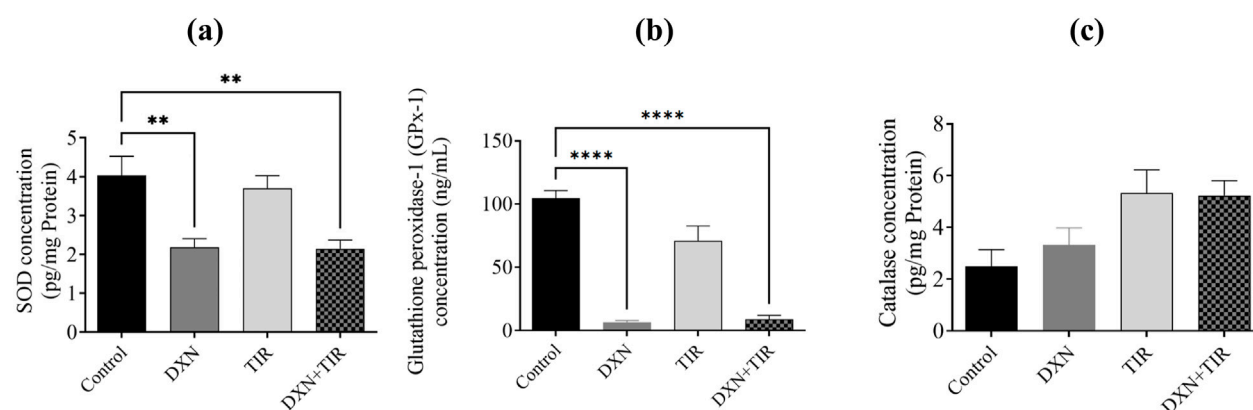 (a)
SOD concentration
(pg/mg Protein)
5
4
3
2
1
0
**
**
Control
DXN
TIR
DXN+TIR
(b)
Glutathione peroxidase-1 (GPx-1)
concentration (ng/mL)
150
100
50
0
****
****
Control
DXN
TIR
DXN+TIR
(c)
Catalase concentration
(pg/mg Protein)
8
6
4
2
0
Control
DXN
TIR
DXN+TIR